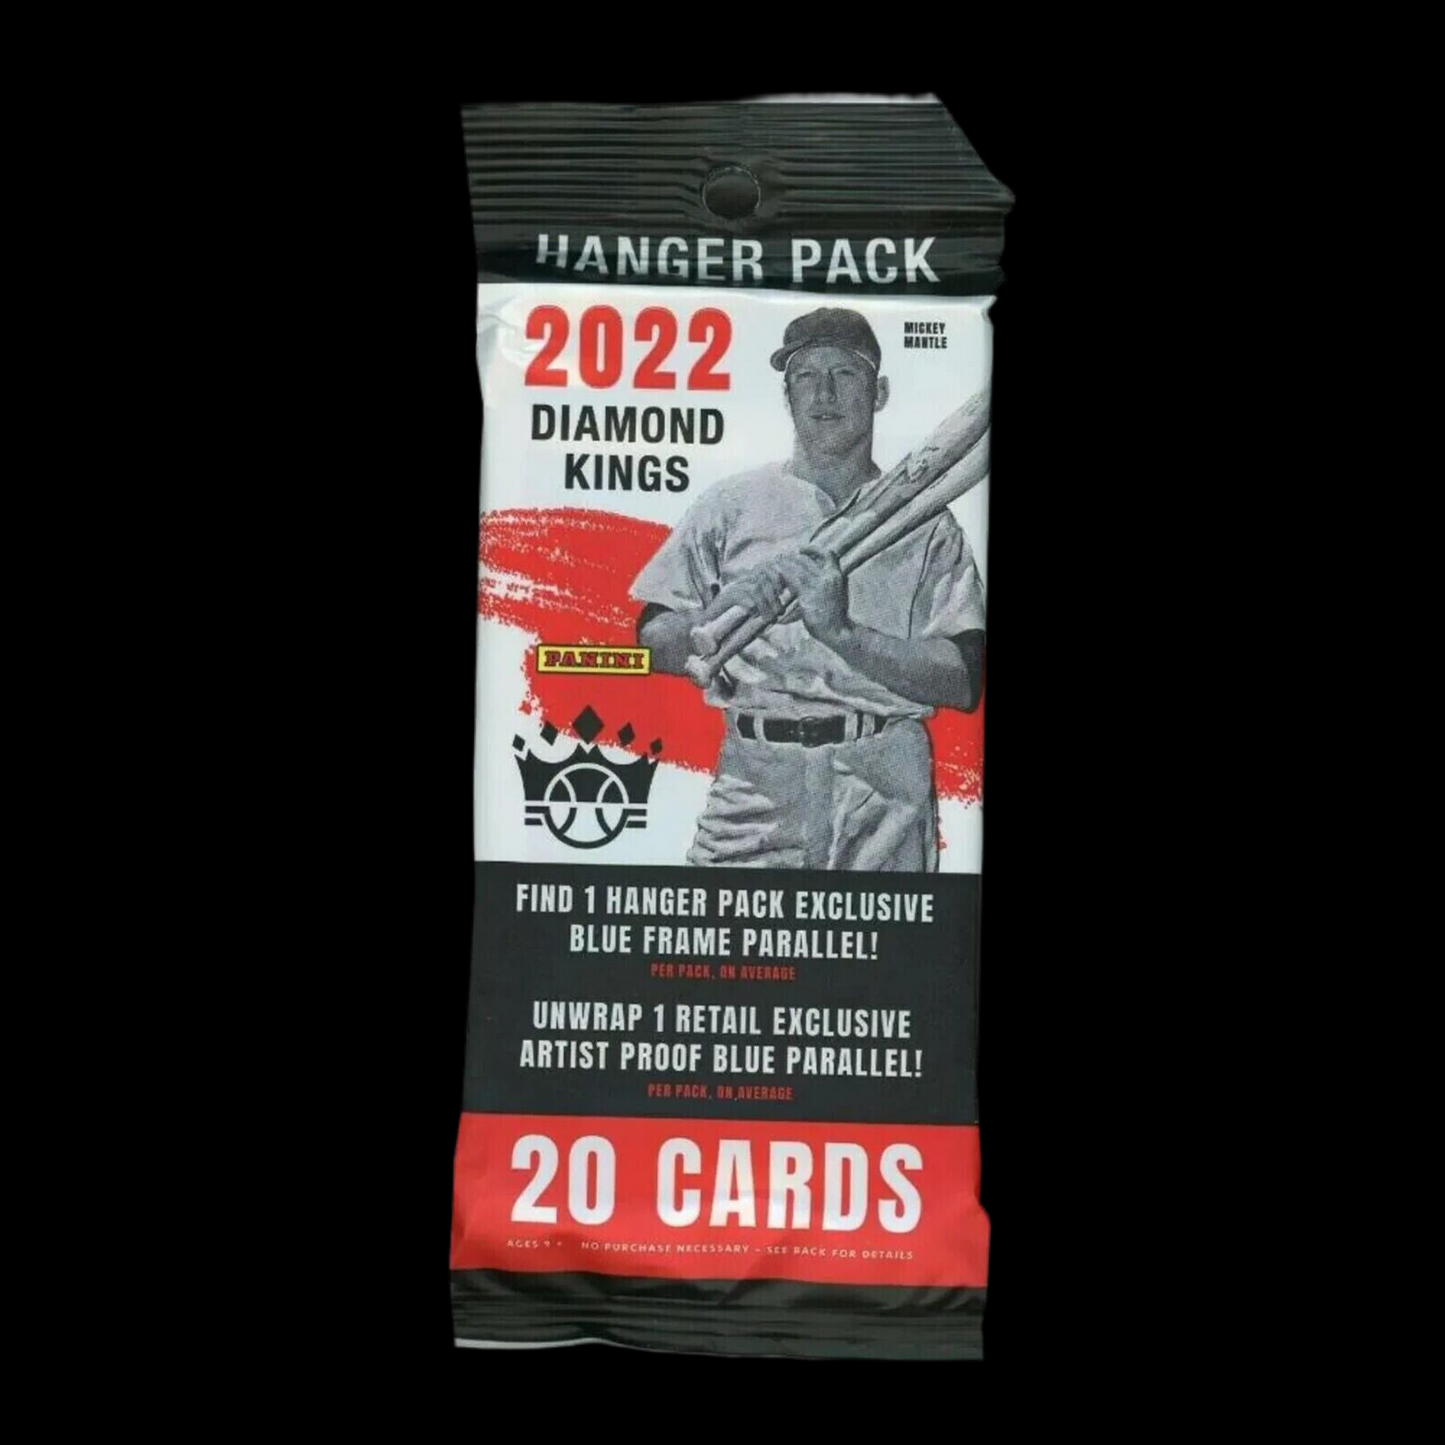 HANGER PACK
2022
DIAMOND
KINGS
MICKEY
MANTLE
PANINI
FIND 1 HANGER PACK EXCLUSIVE
BLUE FRAME PARALLEL!
PER PACK, ON AVERAGE
UNWRAP 1 RETAIL EXCLUSIVE
ARTIST PROOF BLUE PARALLEL!
PER PACK, ON AVERAGE
20 CARDS
AGES 9+ NO PURCHASE NECESSARY – SEE BACK FOR DETAILS